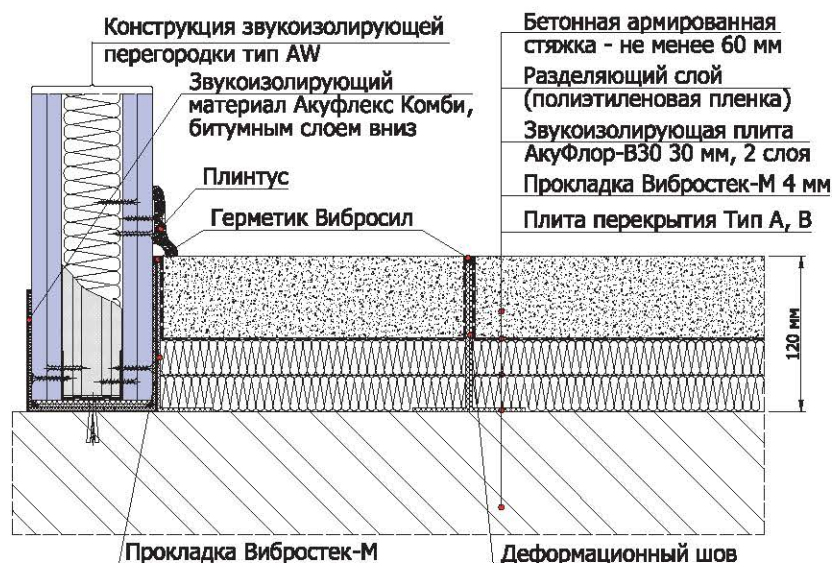 Конструкция звукоизолирующей
перегородки тип AW
Звукоизолирующий
материал Акуфлекс Комби,
битумным слоем вниз
Плинтус
Герметик Вибросил
Бетонная армированная
стяжка - не менее 60 мм
Разделяющий слой
(полиэтиленовая пленка)
Звукоизолирующая плита
АкуФлор-В30 30 мм, 2 слоя
Прокладка Вибростек-М 4 мм
Плита перекрытия Тип А, В
120 мм
Прокладка Вибростек-М
Деформационный шов